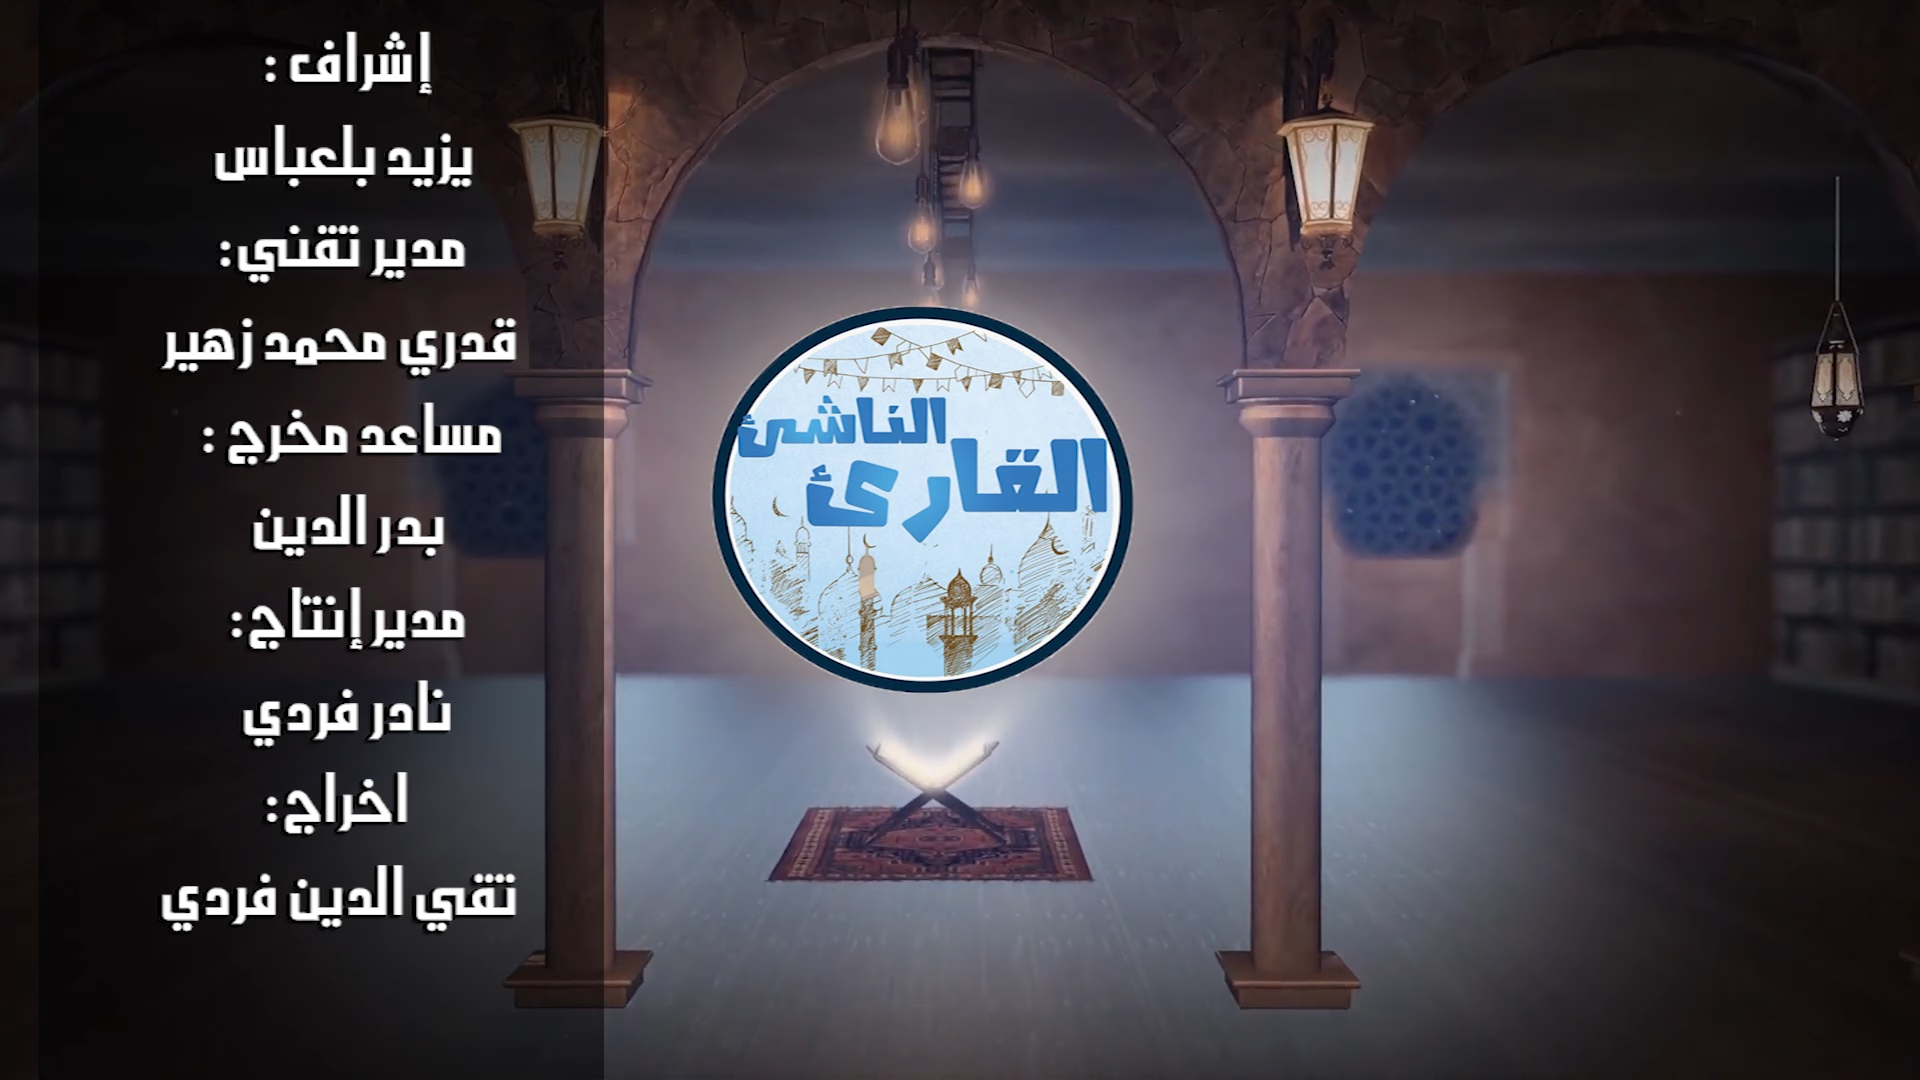 إشراف :
يزيد بلعباس
مدير تقني:
قدري محمد زهير
مساعد مخرج :
بدر الدين
مدير إنتاج:
نادر فردي
اخراج:
تقي الدين فردي
القارئ
الناشئ